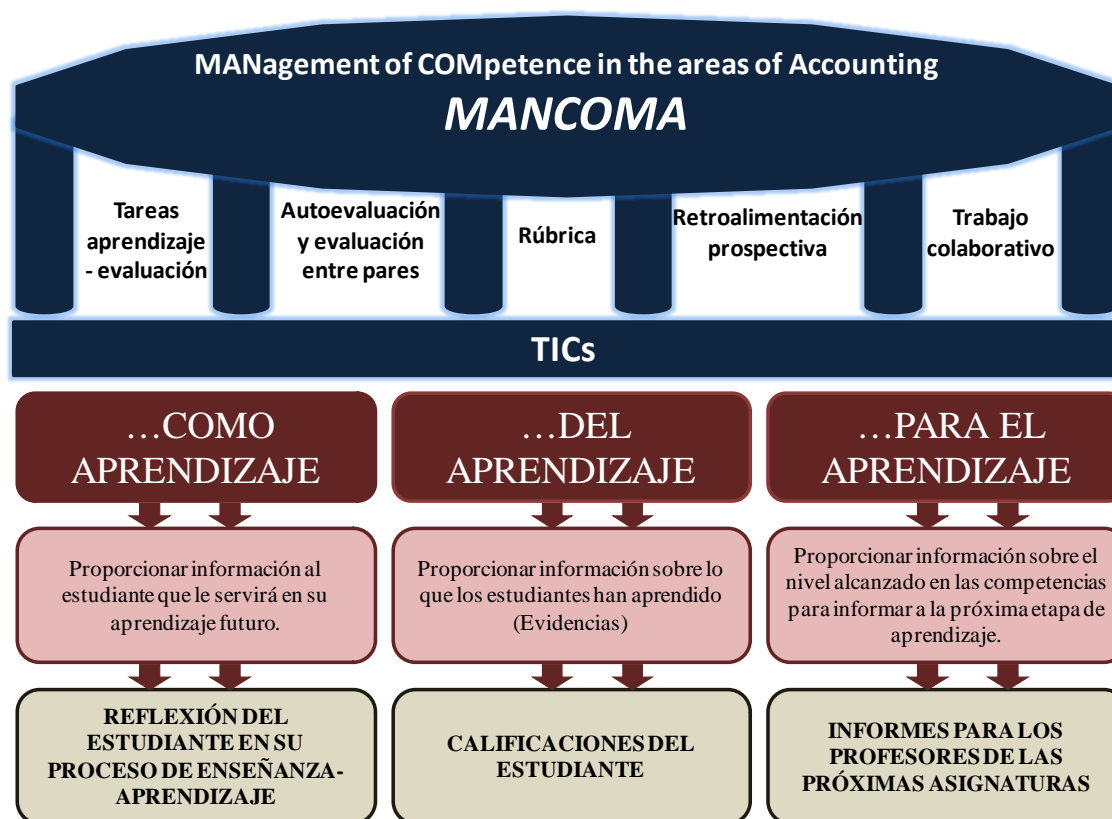 MANagement of COMpetence in the areas of Accounting
MANCOMA
Tareas
aprendizaje
- evaluación
Autoevaluación
y evaluación
entre pares
Rúbrica
Retroalimentación
prospectiva
Trabajo
colaborativo
TICs
…COMO
APRENDIZAJE
…DEL
APRENDIZAJE
…PARA EL
APRENDIZAJE
Proporcionar información al
estudiante que le servirá en su
aprendizaje futuro.
Proporcionar información sobre lo
que los estudiantes han aprendido
(Evidencias)
Proporcionar información sobre el
nivel alcanzado en las competencias
para informar a la próxima etapa de
aprendizaje.
REFLEXIÓN DEL
ESTUDIANTE EN SU
PROCESO DE ENSEÑANZA-
APRENDIZAJE
CALIFICACIONES DEL
ESTUDIANTE
INFORMES PARA LOS
PROFESORES DE LAS
PRÓXIMAS ASIGNATURAS